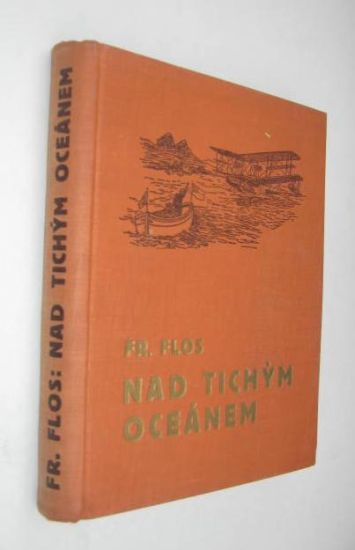 FR. FLOS: NAD TICHÝM OCEÁNEM
FR. FLOS
NAD TICHÝM
OCEÁNEM